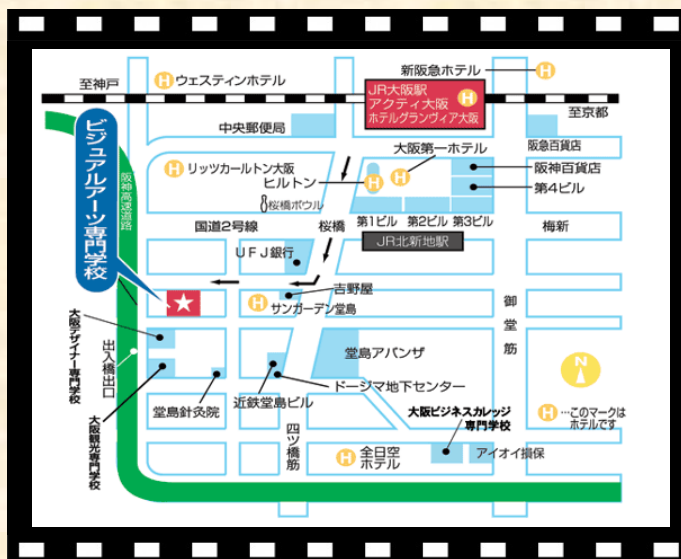 新阪急ホテル
至神戸
ウェスティンホテル
JR大阪駅
アクティ大阪
ホテルグランヴィア大阪
至京都
中央郵便局
阪急百貨店
大阪第一ホテル
リッツカールトン大阪
ヒルトン
阪神百貨店
第4ビル
桜橋ボウル
ビジュアルアーツ専門学校
阪神高速道路
国道2号線
桜橋
第1ビル
第2ビル
第3ビル
梅新
JR北新地駅
UFJ銀行
吉野屋
サンガーデン堂島
御堂筋
大阪デザイナー専門学校
出入橋出口
堂島アバンザ
ドージマ地下センター
近鉄堂島ビル
堂島針灸院
大阪観光専門学校
四ツ橋筋
大阪ビジネスカレッジ
専門学校
全日空
ホテル
アイオイ損保
N
H
…このマークは
ホテルです